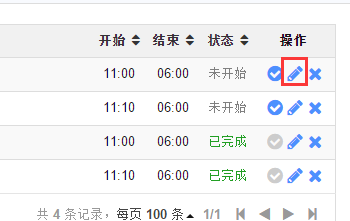 开始 结束 状态 操作
11:00 06:00 未开始
11:10 06:00 未开始
11:00 06:00 已完成
11:10 06:00 已完成
共 4 条记录，每页 100 条 1/1